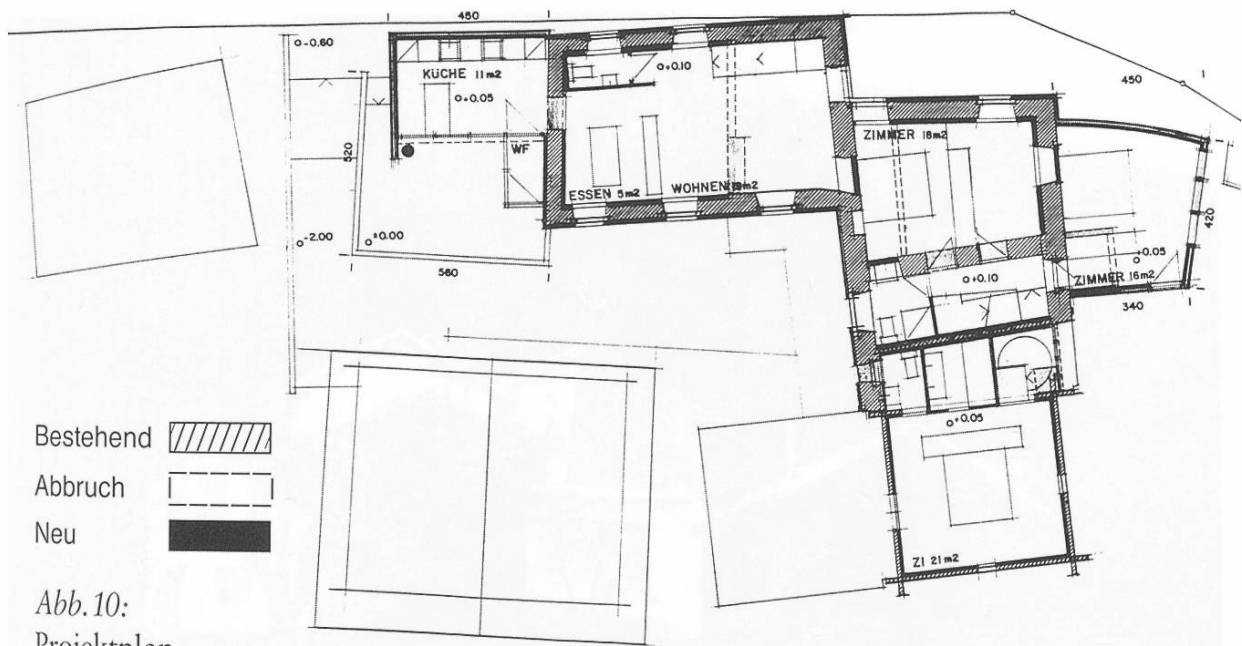 480
-0.60
KÜCHE 11m2
+0.05
+0.10
450
520
WF
ZIMMER 18m2
ESSEN 5m2
WOHNEN
420
-2.00
±0.00
560
+0.10
+0.05
ZIMMER 16m2
340
+0.05
ZI 21m2
Bestehend
Abbruch
Neu
Abb.10:
Projektplan